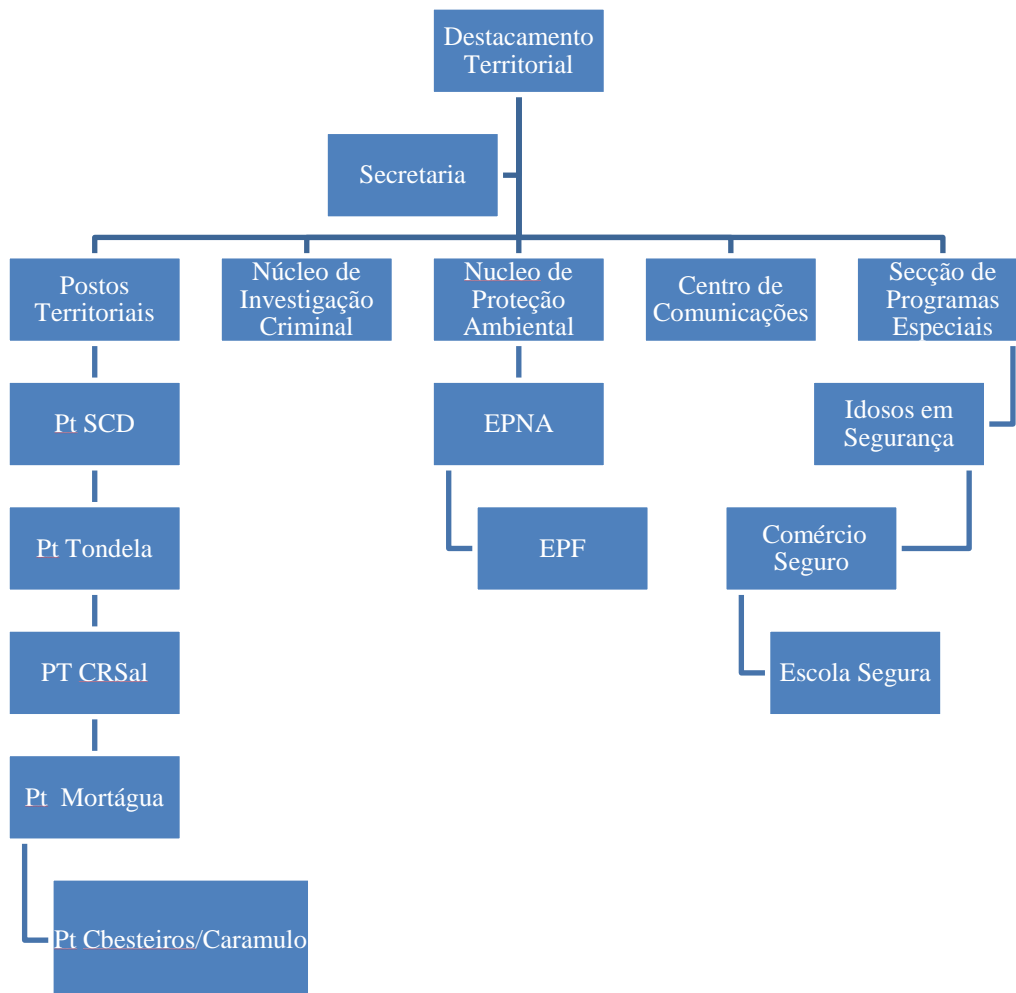 Destacamento
Territorial
Secretaria
Postos
Territoriais
Núcleo de
Investigação
Criminal
Nucleo de
Proteção
Ambiental
Centro de
Comunicações
Secção de
Programas
Especiais
Pt SCD
EPNA
Idosos em
Segurança
Pt Tondela
EPF
Comércio
Seguro
PT CRSal
Escola Segura
Pt  Mortágua
Pt Cbesteiros/Caramulo